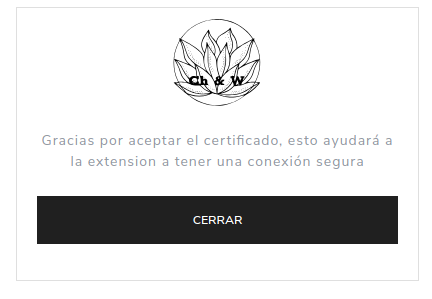 Ch & W
Gracias por aceptar el certificado, esto ayudará a
la extension a tener una conexión segura
CERRAR